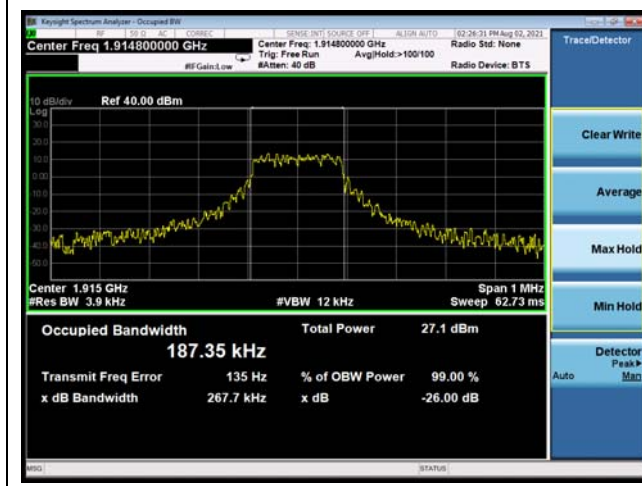 Keysight Spectrum Analyzer - Occupied BW
RF 50 Ω AC CORREC SENSE:INT SOURCE OFF ALIGN AUTO 02:26:31 PM Aug 02, 2021
Center Freq 1.914800000 GHz
Center Freq: 1.914800000 GHz
Radio Std: None
Trig: Free Run Avg|Hold:>100/100
#IFGain:Low #Atten: 40 dB Radio Device: BTS
10 dB/div Ref 40.00 dBm
Log
30.0
20.0
10.0
0.00
-10.0
-20.0
-30.0
-40.0
-50.0
Center 1.915 GHz Span 1 MHz
#Res BW 3.9 kHz #VBW 12 kHz Sweep 62.73 ms
Occupied Bandwidth Total Power 27.1 dBm
187.35 kHz
Transmit Freq Error 135 Hz % of OBW Power 99.00 %
x dB Bandwidth 267.7 kHz x dB -26.00 dB
MSG STATUS
Trace/Detector
Clear Write
Average
Max Hold
Min Hold
Detector
Peak▶
Auto Man